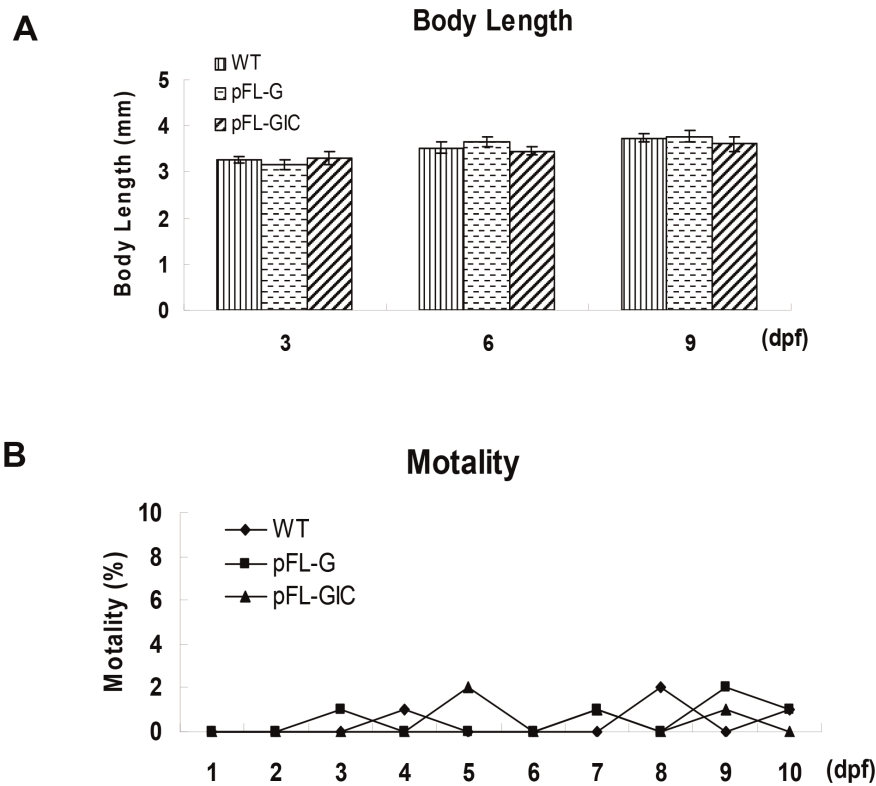 A
Body Length
WT
pFL-G
pFL-GIC
Body Length (mm)
5
4
3
2
1
0
3 6 9 (dpf)
B
Motality
WT
pFL-G
pFL-GIC
Motality (%)
10
8
6
4
2
0
1 2 3 4 5 6 7 8 9 10 (dpf)